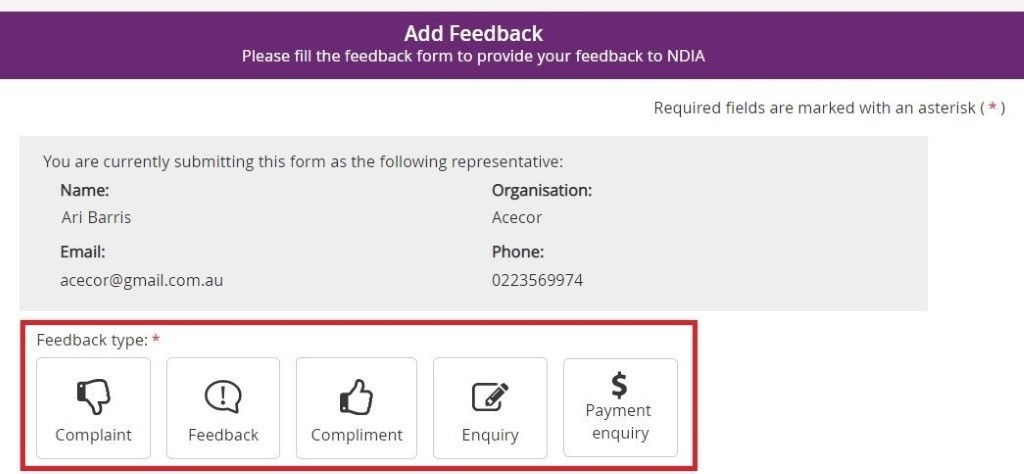 Add Feedback
Please fill the feedback form to provide your feedback to NDIA
Required fields are marked with an asterisk ( * )
You are currently submitting this form as the following representative:
Name:
Organisation:
Ari Barris
Acecor
Email:
Phone:
acecor@gmail.com.au
0223569974
Feedback type: *
Complaint
Feedback
Compliment
Enquiry
$
Payment
enquiry